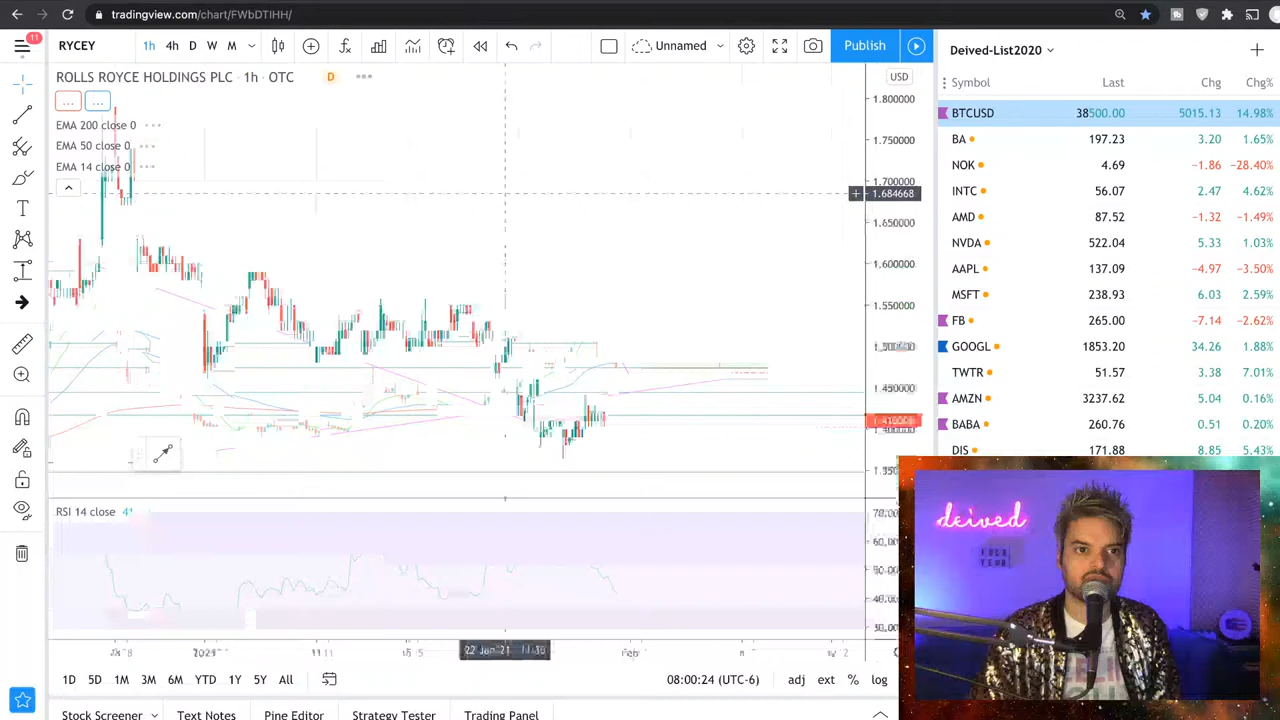 tradingview.com/chart/FWbDTIHH/
11
RYCEY
1h 4h D W M
Unnamed
Publish
Deived-List2020
ROLLS ROYCE HOLDINGS PLC · 1h · OTC
D
USD
EMA 200 close 0
EMA 50 close 0
EMA 14 close 0
1.800000
1.750000
1.700000
1.684668
1.650000
1.600000
1.550000
Symbol Last Chg Chg%
BTCUSD 38500.00 5015.13 14.98%
BA 197.23 3.20 1.65%
NOK 4.69 −1.86 −28.40%
INTC 56.07 2.47 4.62%
AMD 87.52 −1.32 −1.49%
NVDA 522.04 5.33 1.03%
AAPL 137.09 −4.97 −3.50%
MSFT 238.93 6.03 2.59%
FB 265.00 −7.14 −2.62%
GOOGL 1853.20 34.26 1.88%
TWTR 51.57 3.38 7.01%
AMZN 3237.62 5.04 0.16%
BABA 260.76 0.51 0.20%
DIS 171.88 8.85 5.43%
RSI 14 close
deived
1D 5D 1M 3M 6M YTD 1Y 5Y All
08:00:24 (UTC-6)
adj ext % log
Stock Screener Text Notes Pine Editor Strategy Tester Trading Panel